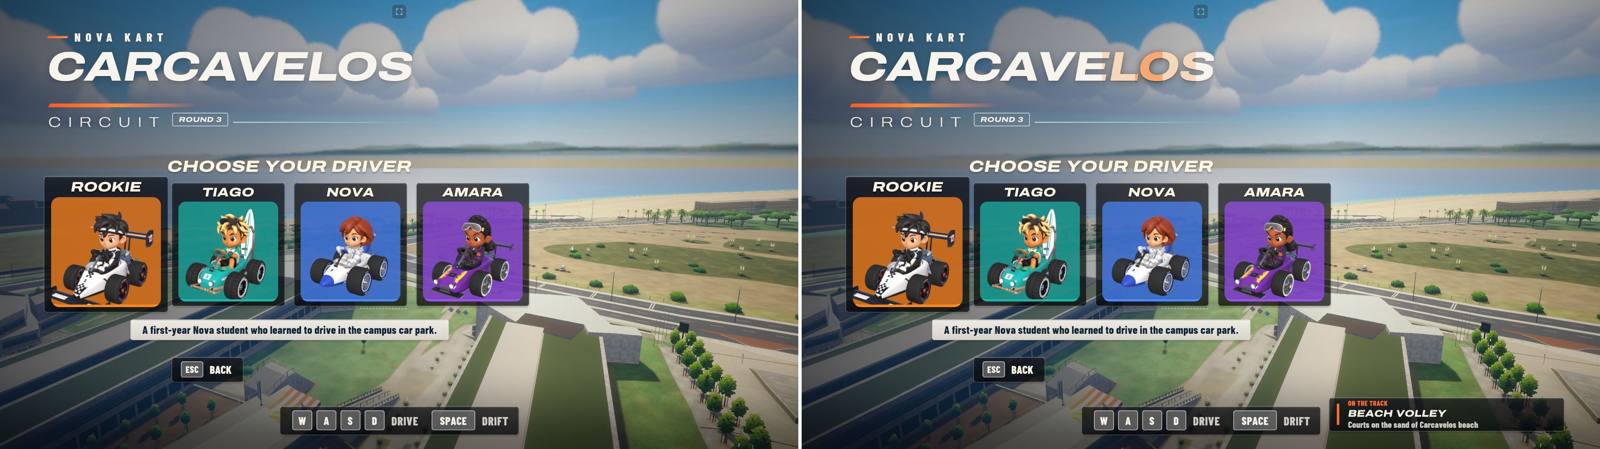 NOVA KART
CARCAVELOS
CIRCUIT ROUND 3
CHOOSE YOUR DRIVER
ROOKIE TIAGO NOVA AMARA
A first-year Nova student who learned to drive in the campus car park.
ESC BACK
W A S D DRIVE SPACE DRIFT
NOVA KART
CARCAVELOS
CIRCUIT ROUND 3
CHOOSE YOUR DRIVER
ROOKIE TIAGO NOVA AMARA
A first-year Nova student who learned to drive in the campus car park.
ESC BACK
W A S D DRIVE SPACE DRIFT
ON THE TRACK
BEACH VOLLEY
Courts on the sand of Carcavelos beach